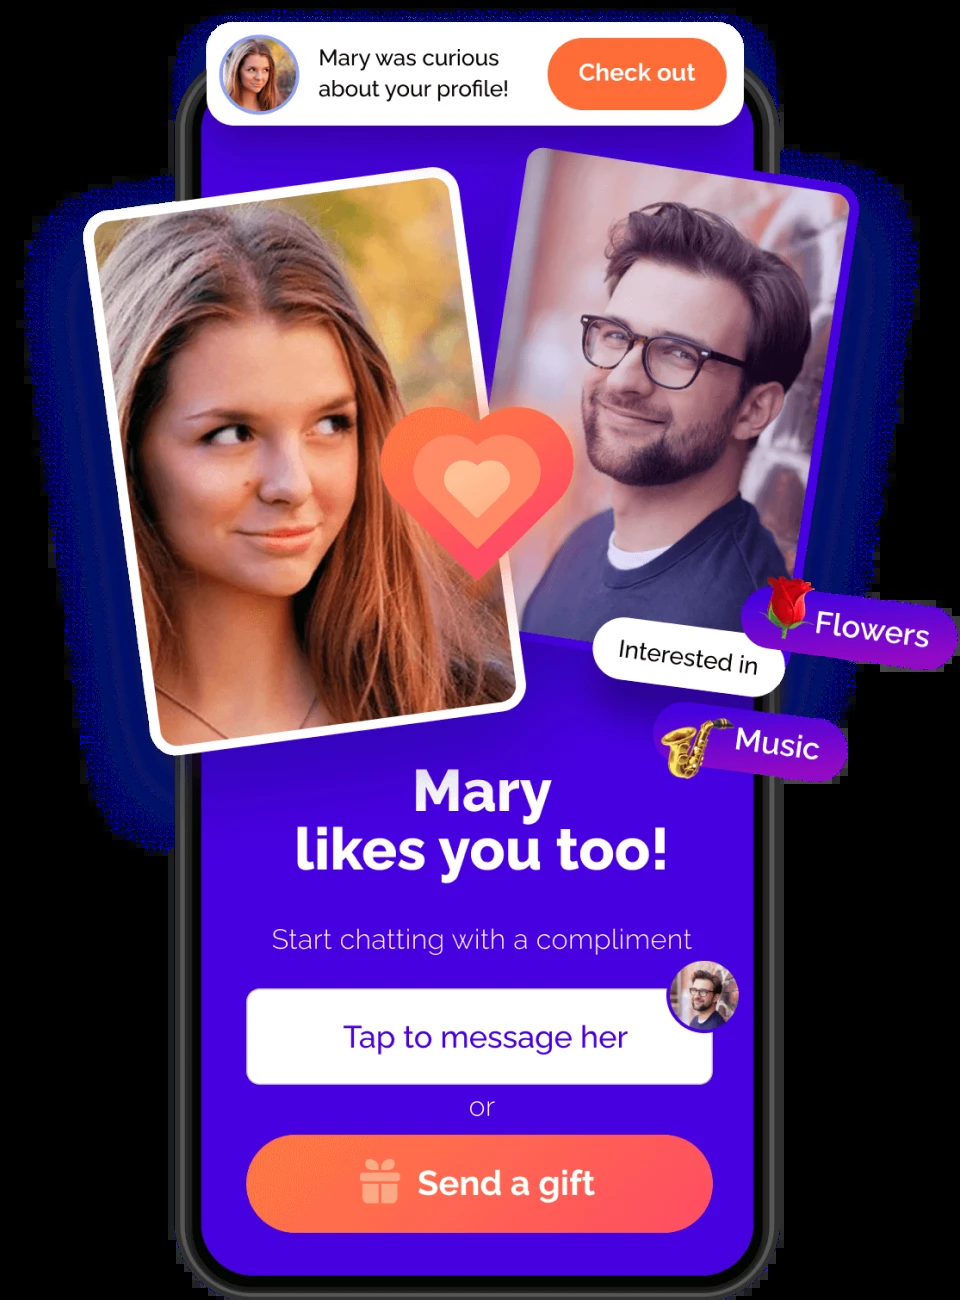 Mary was curious
about your profile!
Check out
Flowers
Interested in
Music
Mary
likes you too!
Start chatting with a compliment
Tap to message her
or
Send a gift